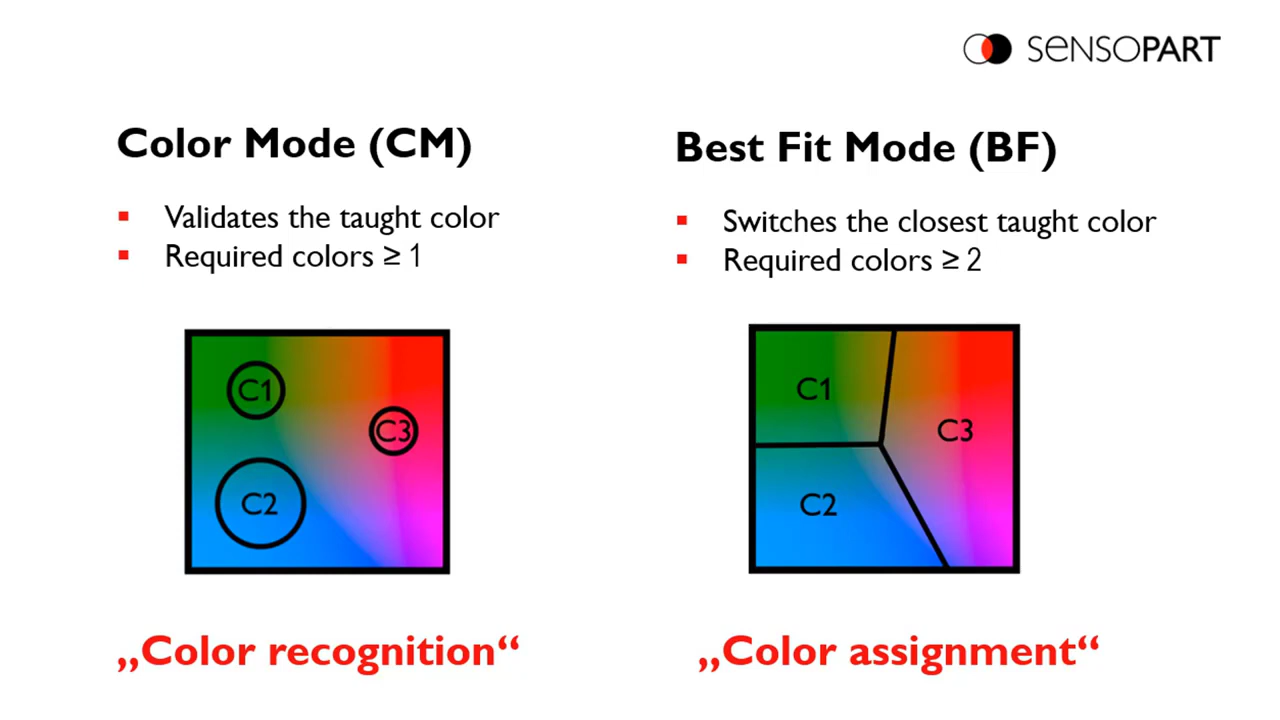 SENSOPART
Color Mode (CM)
▪ Validates the taught color
▪ Required colors ≥ 1
C1
C3
C2
„Color recognition“
Best Fit Mode (BF)
▪ Switches the closest taught color
▪ Required colors ≥ 2
C1
C3
C2
„Color assignment“